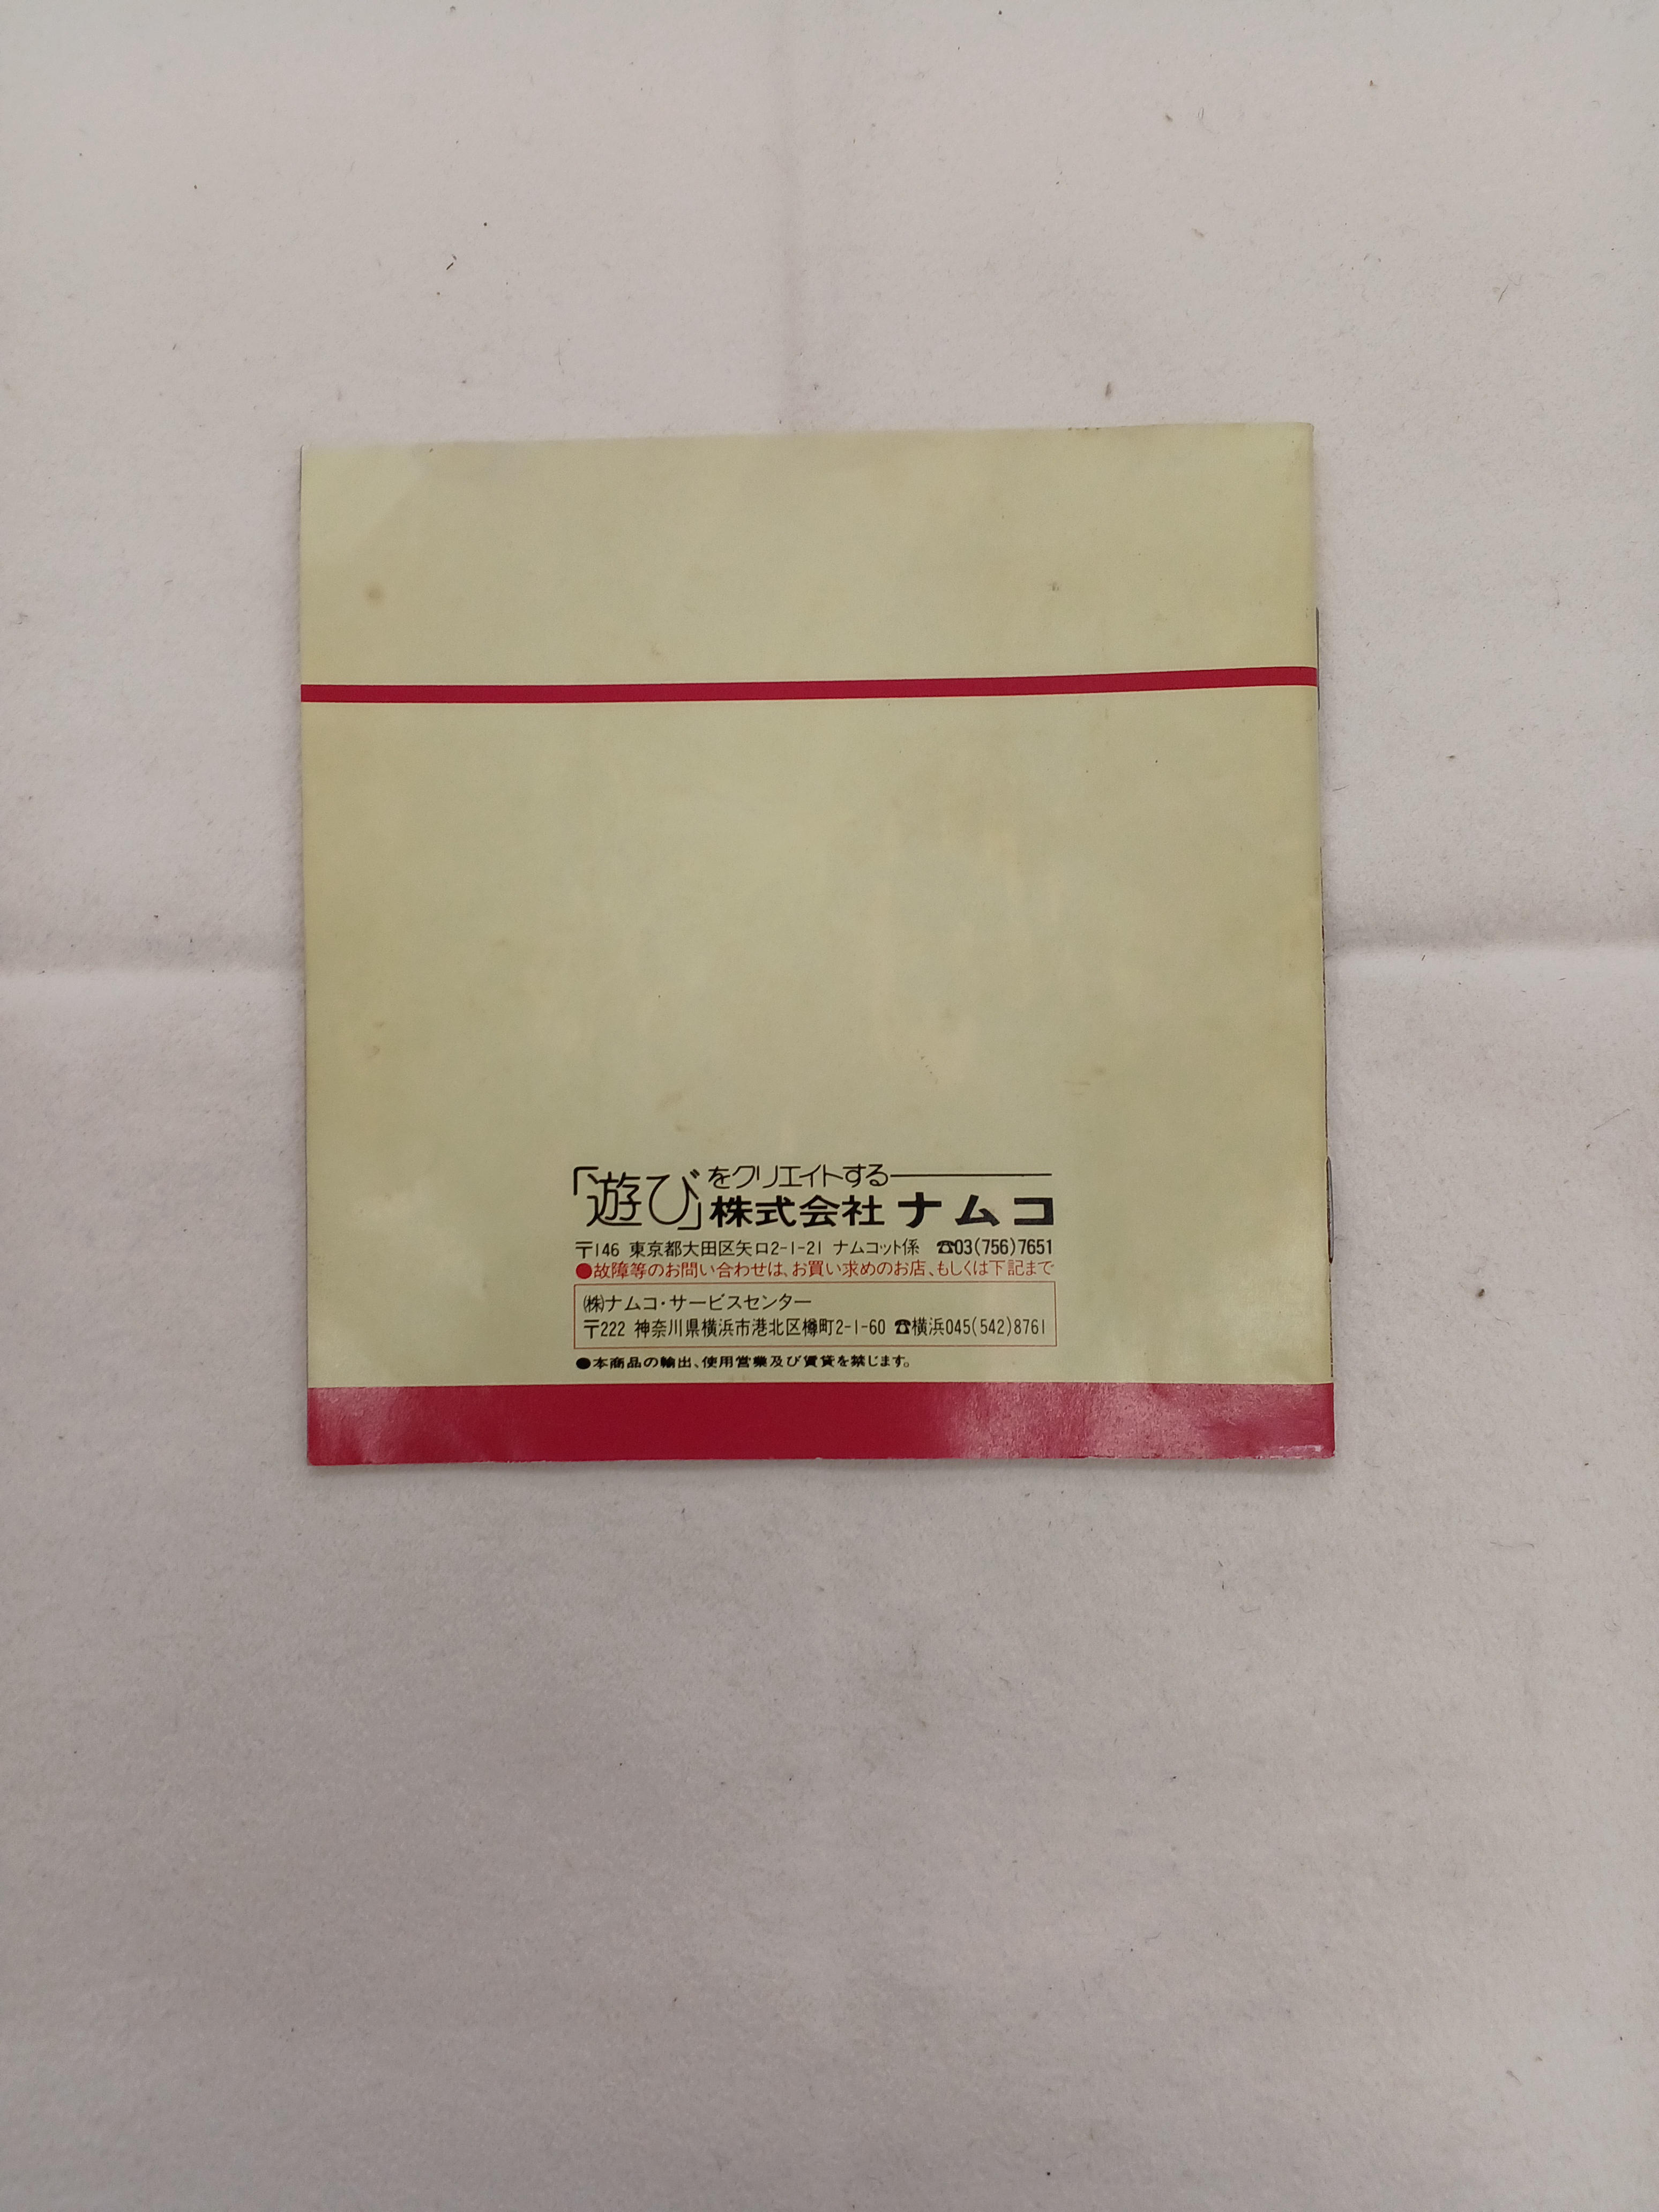 「遊び」をクリエイトする
株式会社ナムコ
〒146 東京都大田区矢口2-1-21 ナムコット係 ☎03(756)7651
●故障等のお問い合わせは、お買い求めのお店、もしくは下記まで
㈱ナムコ・サービスセンター
〒222 神奈川県横浜市港北区樽町2-1-60 ☎横浜045(542)8761
●本商品の輸出、使用営業及び賃貸を禁じます。